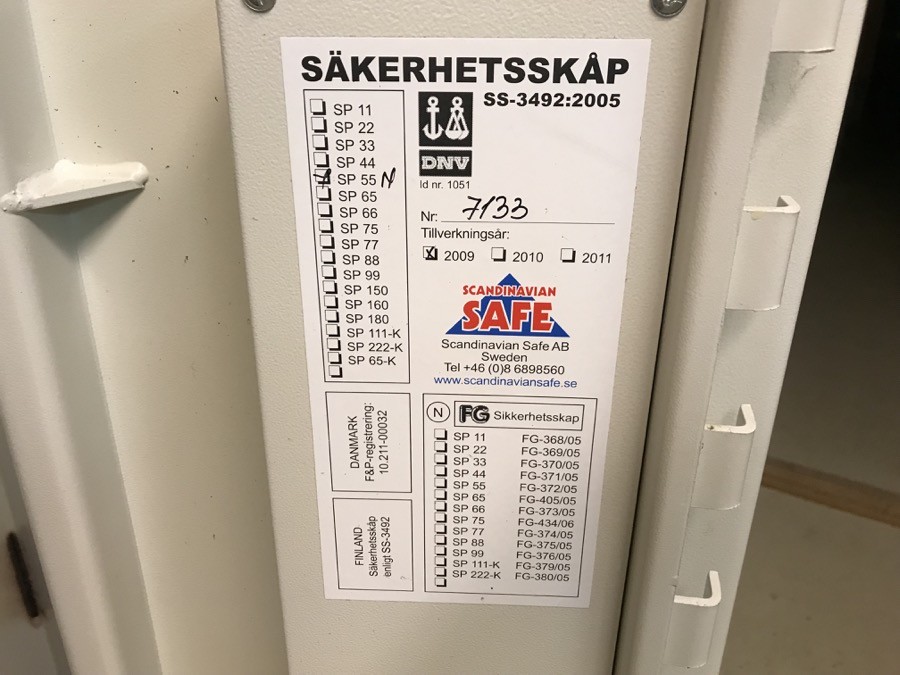 SÄKERHETSSKÅP
SS-3492:2005
SP 11
SP 22
SP 33
SP 44
SP 55 N
SP 65
SP 66
SP 75
SP 77
SP 88
SP 99
SP 150
SP 160
SP 180
SP 111-K
SP 222-K
SP 65-K
DNV
Id nr. 1051
Nr: 7133
Tillverkningsår:
2009 2010 2011
SCANDINAVIAN
SAFE
Scandinavian Safe AB
Sweden
Tel +46 (0)8 6898560
www.scandinaviansafe.se
DANMARK
F&P-registrering:
10.211-00032
FINLAND
Säkerhetsskåp
enligt SS-3492
N FG Sikkerhetsskap
SP 11 FG-368/05
SP 22 FG-369/05
SP 33 FG-370/05
SP 44 FG-371/05
SP 55 FG-372/05
SP 65 FG-405/05
SP 66 FG-373/05
SP 75 FG-434/06
SP 77 FG-374/05
SP 88 FG-375/05
SP 99 FG-376/05
SP 111-K FG-379/05
SP 222-K FG-380/05